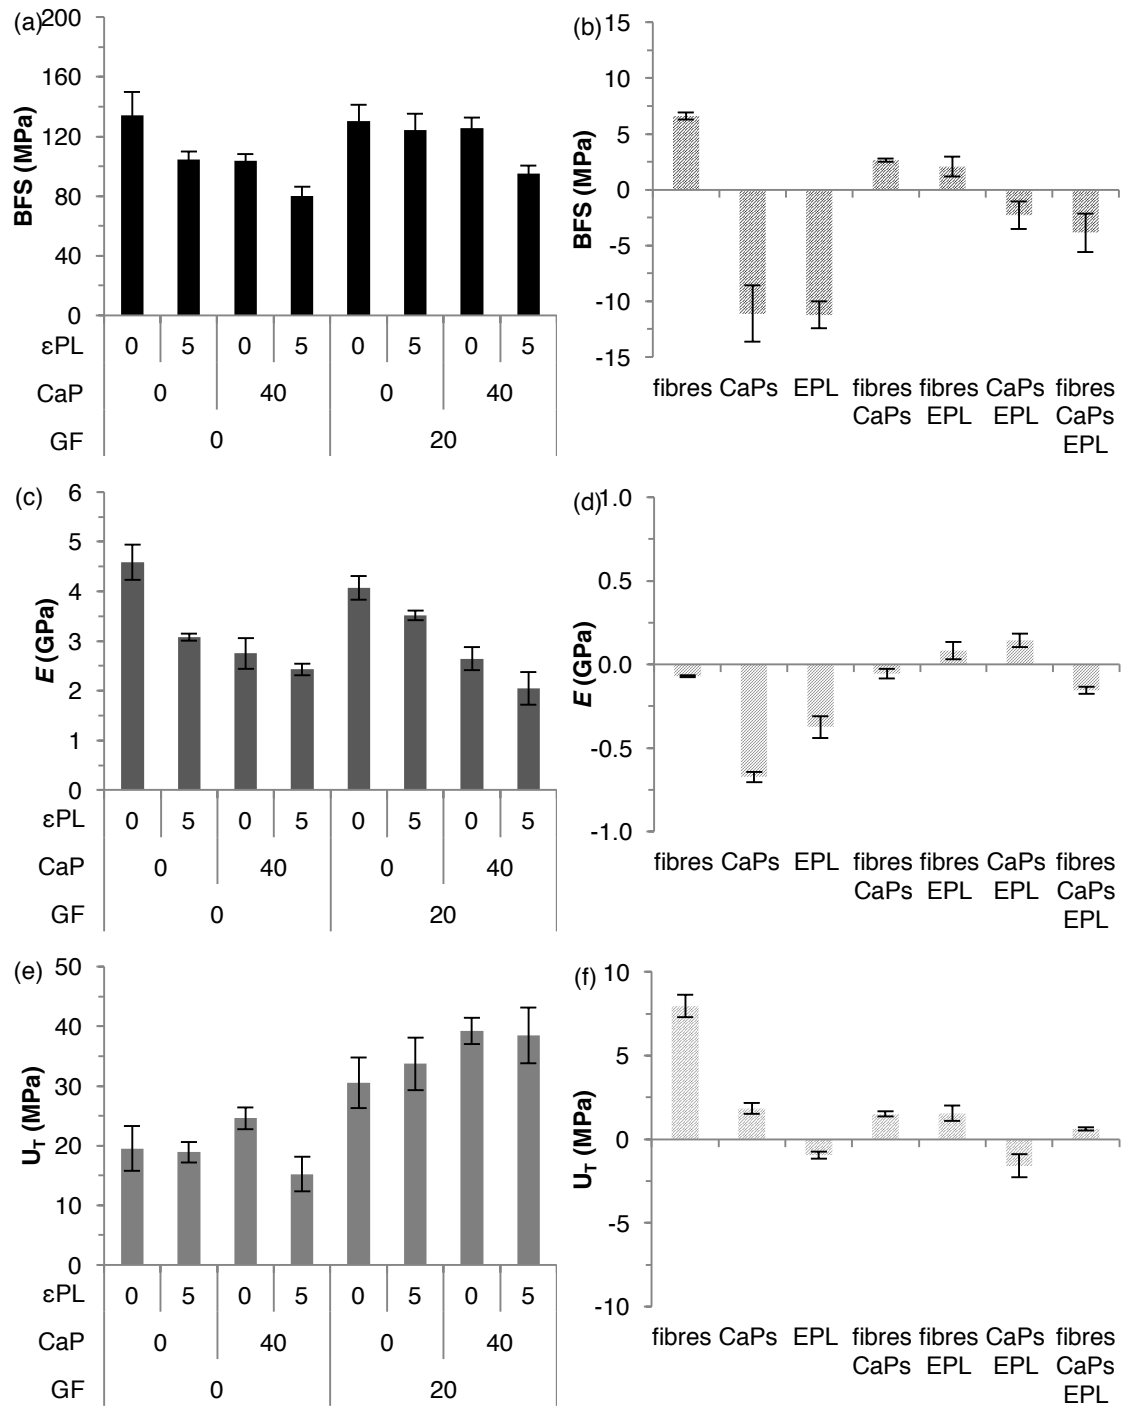 (a)
200
160
120
80
40
0
BFS (MPa)
εPL 0 5 0 5 0 5 0 5
CaP 0 40 0 40
GF 0 20
(b)
15
10
5
0
-5
-10
-15
BFS (MPa)
fibres CaPs EPL fibres fibres CaPs fibres
CaPs EPL EPL CaPs
EPL
(c)
6
5
4
3
2
1
0
E (GPa)
εPL 0 5 0 5 0 5 0 5
CaP 0 40 0 40
GF 0 20
(d)
1.0
0.5
0.0
-0.5
-1.0
E (GPa)
fibres CaPs EPL fibres fibres CaPs fibres
CaPs EPL EPL CaPs
EPL
(e)
50
40
30
20
10
0
UT (MPa)
εPL 0 5 0 5 0 5 0 5
CaP 0 40 0 40
GF 0 20
(f)
10
5
0
-5
-10
UT (MPa)
fibres CaPs EPL fibres fibres CaPs fibres
CaPs EPL EPL CaPs
EPL